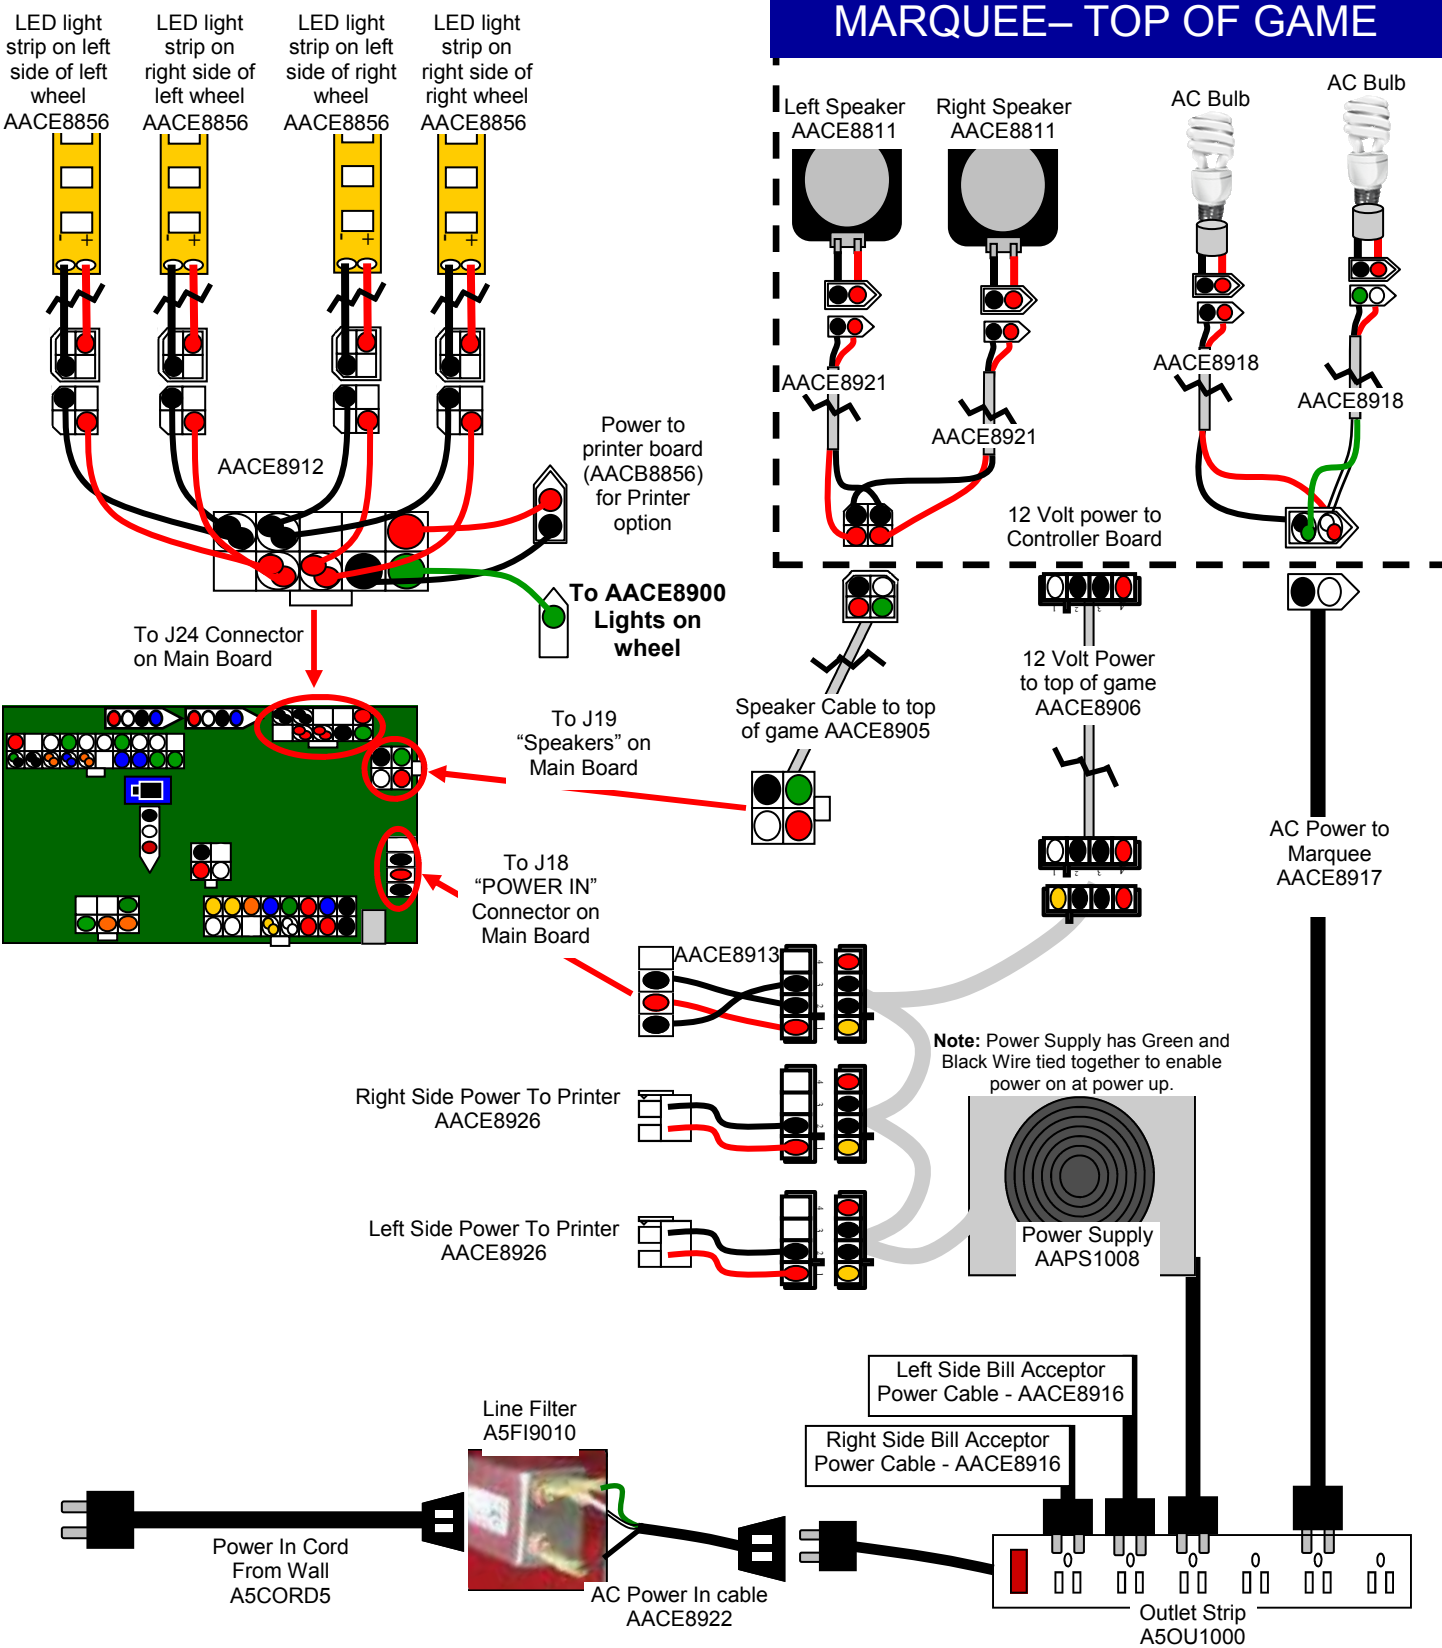 MARQUEE– TOP OF GAME
LED light
strip on left
side of left
wheel
AACE8856
LED light
strip on
right side of
left wheel
AACE8856
LED light
strip on left
side of right
wheel
AACE8856
LED light
strip on
right side of
right wheel
AACE8856
Left Speaker
AACE8811
Right Speaker
AACE8811
AC Bulb
AC Bulb
- +
- +
- +
- +
AACE8921
AACE8921
AACE8918
AACE8918
AACE8912
Power to
printer board
(AACB8856)
for Printer
option
12 Volt power to
Controller Board
To AACE8900
Lights on
wheel
To J24 Connector
on Main Board
12 Volt Power
to top of game
AACE8906
Speaker Cable to top
of game AACE8905
To J19
“Speakers” on
Main Board
AC Power to
Marquee
AACE8917
To J18
“POWER IN”
Connector on
Main Board
AACE8913
Note: Power Supply has Green and
Black Wire tied together to enable
power on at power up.
Right Side Power To Printer
AACE8926
Left Side Power To Printer
AACE8926
Power Supply
AAPS1008
Left Side Bill Acceptor
Power Cable - AACE8916
Right Side Bill Acceptor
Power Cable - AACE8916
Line Filter
A5FI9010
Power In Cord
From Wall
A5CORD5
AC Power In cable
AACE8922
Outlet Strip
A5OU1000